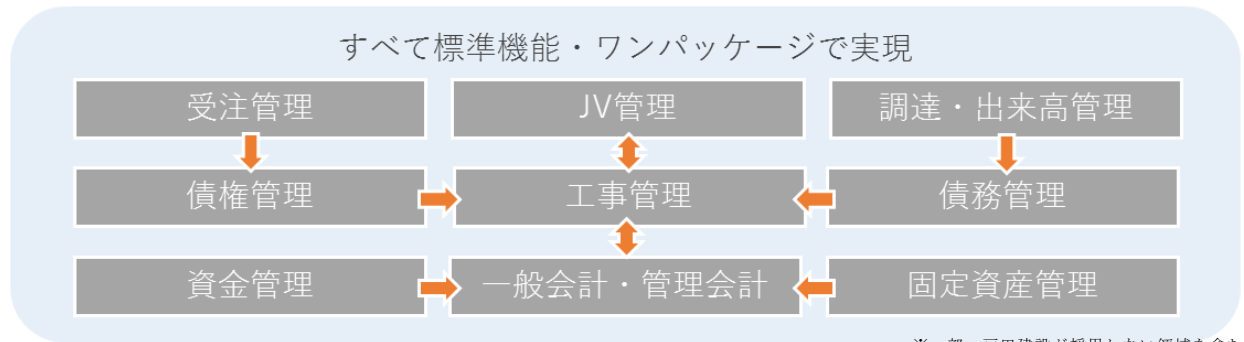 すべて標準機能・ワンパッケージで実現
受注管理
JV管理
調達・出来高管理
債権管理
工事管理
債務管理
資金管理
一般会計・管理会計
固定資産管理